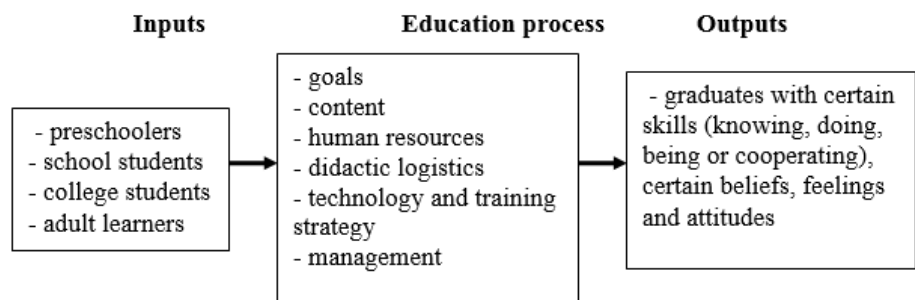 Inputs
Education process
Outputs
- preschoolers
- school students
- college students
- adult learners
- goals
- content
- human resources
- didactic logistics
- technology and training
strategy
- management
- graduates with certain
skills (knowing, doing,
being or cooperating),
certain beliefs, feelings
and attitudes